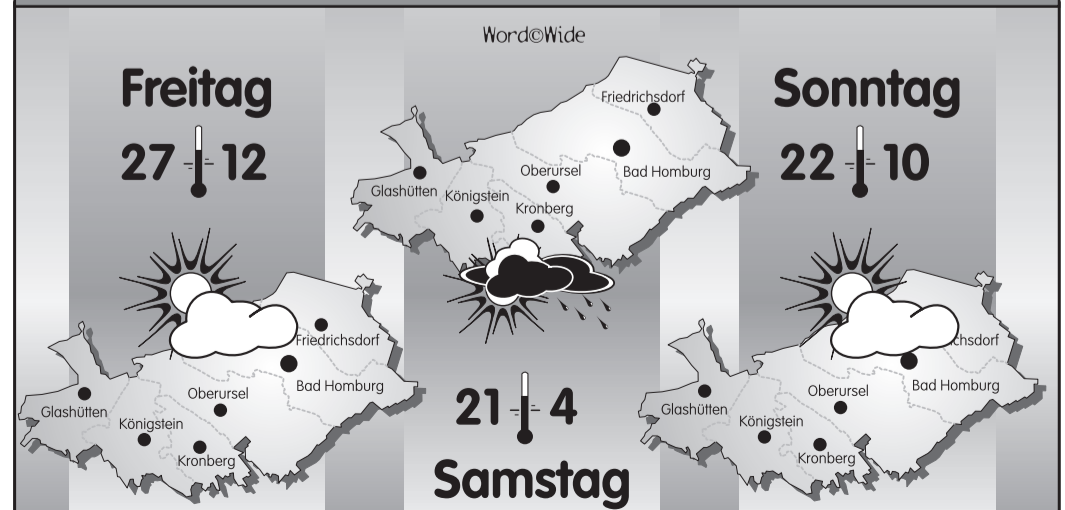 Word©Wide
Freitag
27 12
Friedrichsdorf
Bad Homburg
Oberursel
Glashütten
Königstein
Kronberg
Friedrichsdorf
Bad Homburg
Oberursel
Glashütten
Königstein
Kronberg
21 4
Samstag
Sonntag
22 10
chsdorf
Bad Homburg
Oberursel
Glashütten
Königstein
Kronberg